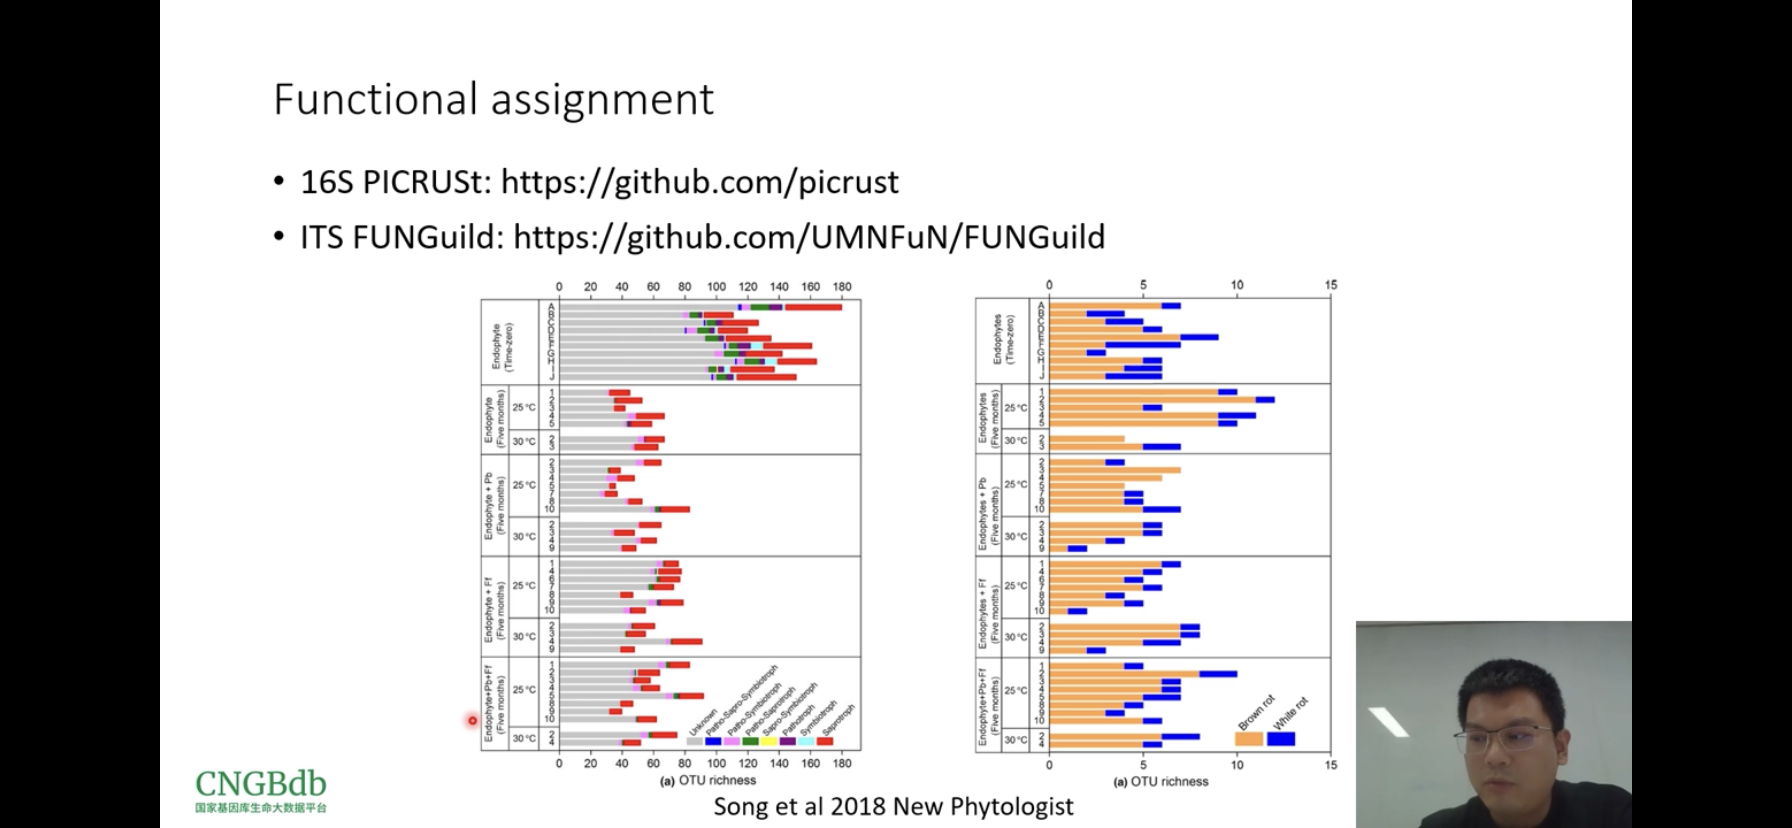 Functional assignment
• 16S PICRUSt: https://github.com/picrust
• ITS FUNGuild: https://github.com/UMNFuN/FUNGuild
0 20 40 60 80 100 120 140 160 180
Endophyte
(Time-zero)
A
B
C
D
E
F
G
H
I
J
Endophyte
(Five months)
25 °C
1
2
3
4
5
30 °C
2
3
Endophyte + Pb
(Five months)
25 °C
2
3
4
5
7
8
10
30 °C
2
3
4
9
Endophyte + Ff
(Five months)
25 °C
1
4
6
7
8
9
10
30 °C
2
3
4
9
Endophyte+Pb+Ff
(Five months)
25 °C
1
2
3
4
5
8
9
10
30 °C
2
4
Unknown
Patho-Sapro-Symbiotroph
Patho-Symbiotroph
Patho-Saprotroph
Sapro-Symbiotroph
Pathotroph
Symbiotroph
Saprotroph
0 20 40 60 80 100 120 140 160 180
(a) OTU richness
0 5 10 15
Endophytes
(Time-zero)
A
B
C
D
E
F
G
H
I
J
Endophytes
(Five months)
25°C
1
2
3
4
5
30°C
2
3
Endophytes + Pb
(Five months)
25°C
2
3
4
5
7
8
10
30°C
2
3
4
9
Endophytes + Ff
(Five months)
25°C
1
4
6
7
8
9
10
30°C
2
3
4
9
Endophytes+Pb+Ff
(Five months)
25°C
1
2
3
4
5
8
9
10
30°C
2
4
Brown rot
White rot
0 5 10 15
(a) OTU richness
CNGBdb
国家基因库生命大数据平台
Song et al 2018 New Phytologist